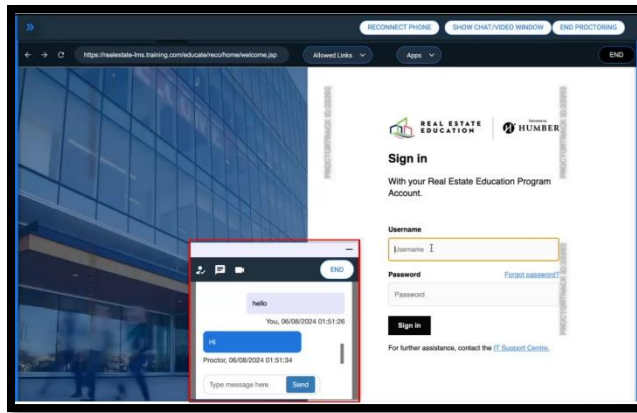 RECONNECT PHONE SHOW CHAT/VIDEO WINDOW END PROCTORING
https://realestate-lms.training.com/educate/reco/home/welcome.jsp Allowed Links Apps END
REAL ESTATE
EDUCATION
HUMBER
Sign in
With your Real Estate Education Program
Account.
Username
Username
Password Forgot password?
Password
Sign in
For further assistance, contact the IT Support Centre.
END
hello
You, 06/08/2024 01:51:26
Hi
Proctor, 06/08/2024 01:51:34
Type message here Send